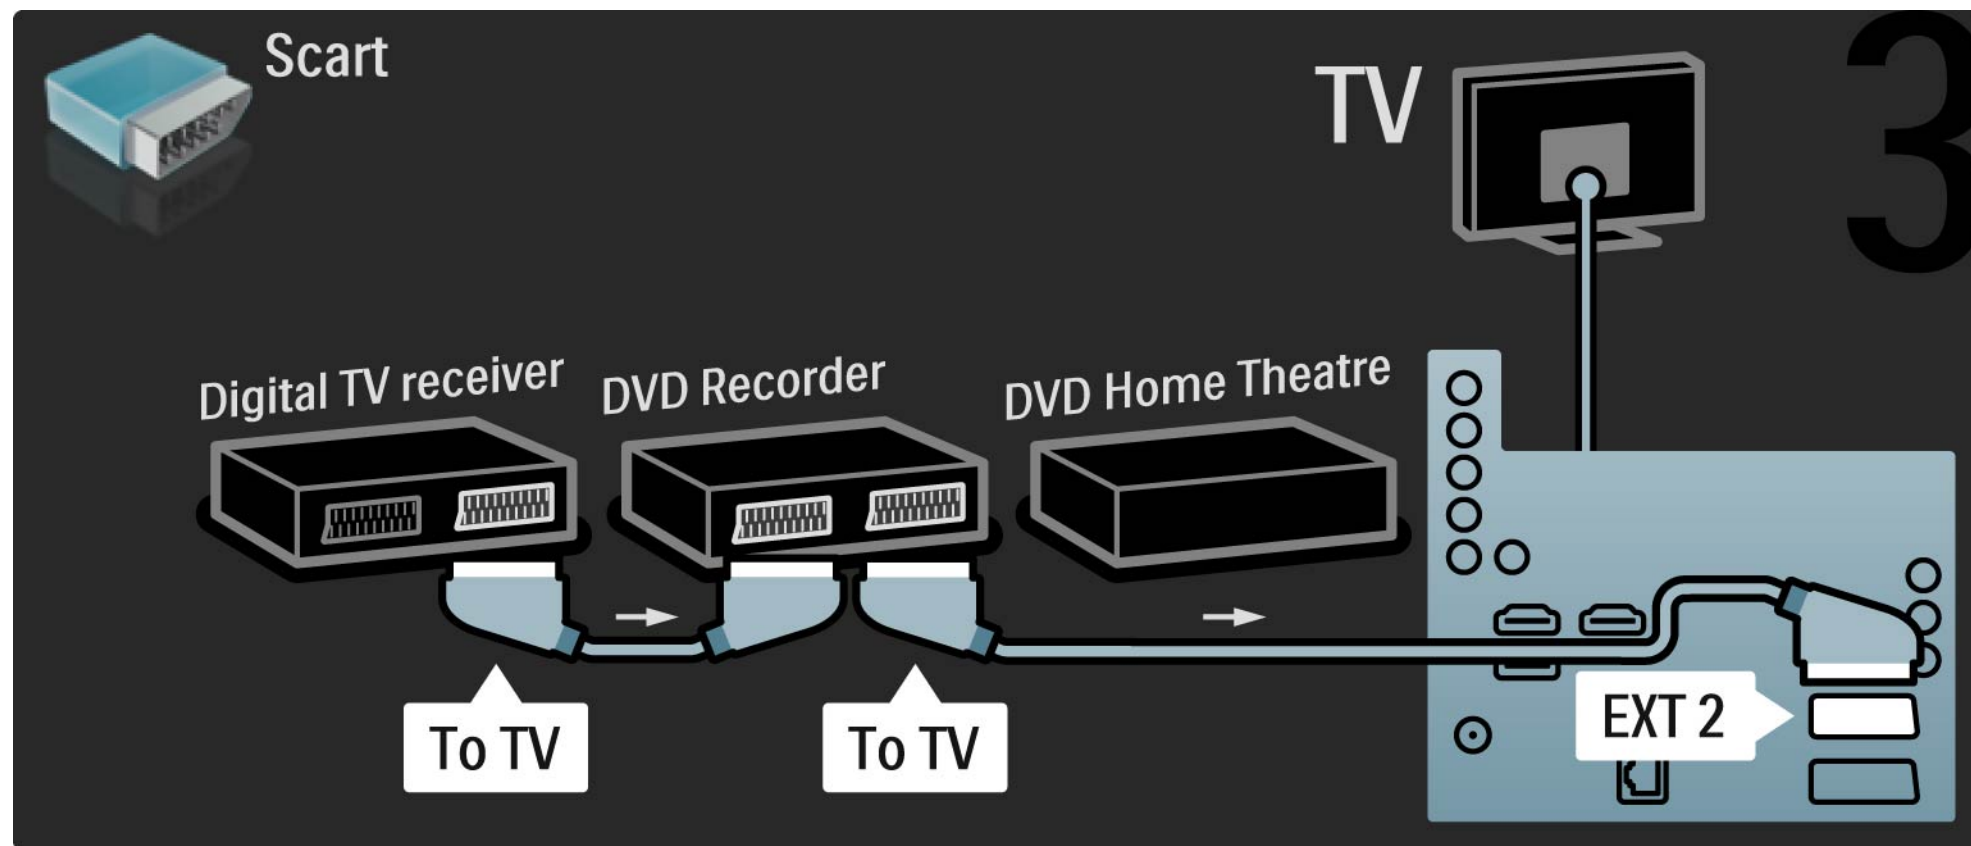 Scart
TV
3
Digital TV receiver
DVD Recorder
DVD Home Theatre
To TV
To TV
EXT 2